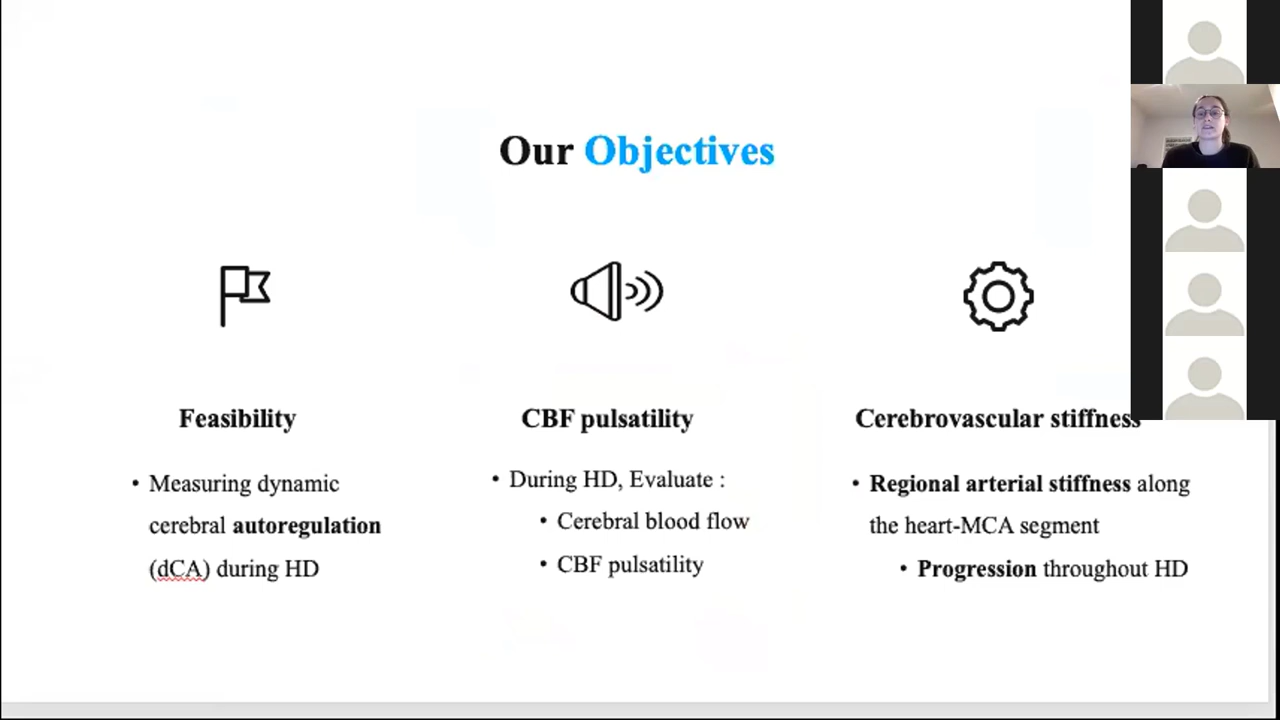 Our Objectives
Feasibility
• Measuring dynamic
cerebral autoregulation
(dCA) during HD
CBF pulsatility
• During HD, Evaluate :
• Cerebral blood flow
• CBF pulsatility
Cerebrovascular stiffness
• Regional arterial stiffness along
the heart-MCA segment
• Progression throughout HD